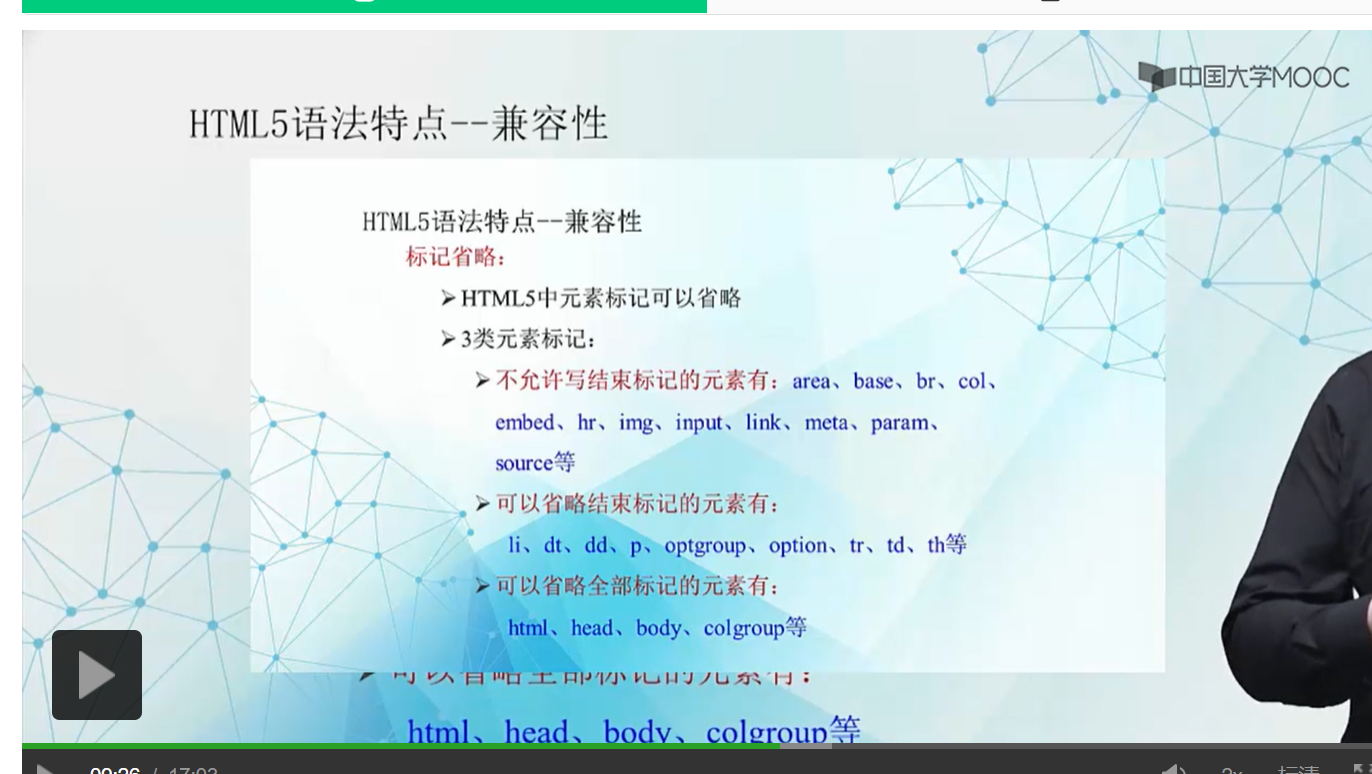 中国大学MOOC
HTML5语法特点--兼容性
HTML5语法特点--兼容性
标记省略：
➤HTML5中元素标记可以省略
➤3类元素标记：
➤不允许写结束标记的元素有：area、base、br、col、
embed、hr、img、input、link、meta、param、
source等
➤可以省略结束标记的元素有：
li、dt、dd、p、optgroup、option、tr、td、th等
➤可以省略全部标记的元素有：
html、head、body、colgroup等
➤可以省略全部标记的元素有：
html、head、body、colgroup等
09:26 / 17:03
2x
标清